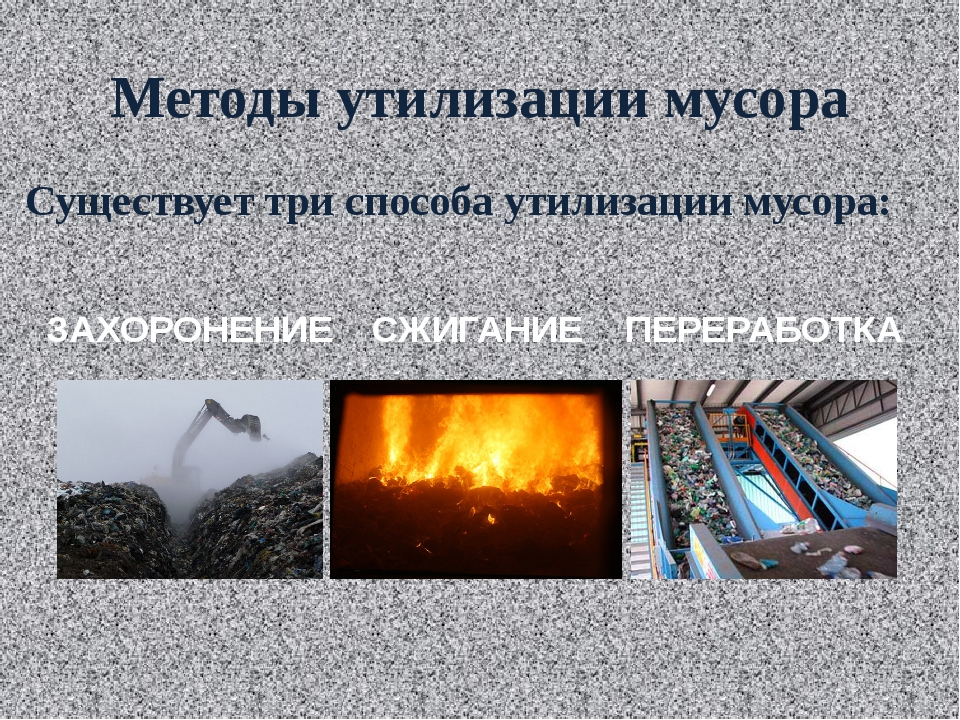 Методы утилизации мусора
Существует три способа утилизации мусора:
ЗАХОРОНЕНИЕ СЖИГАНИЕ ПЕРЕРАБОТКА